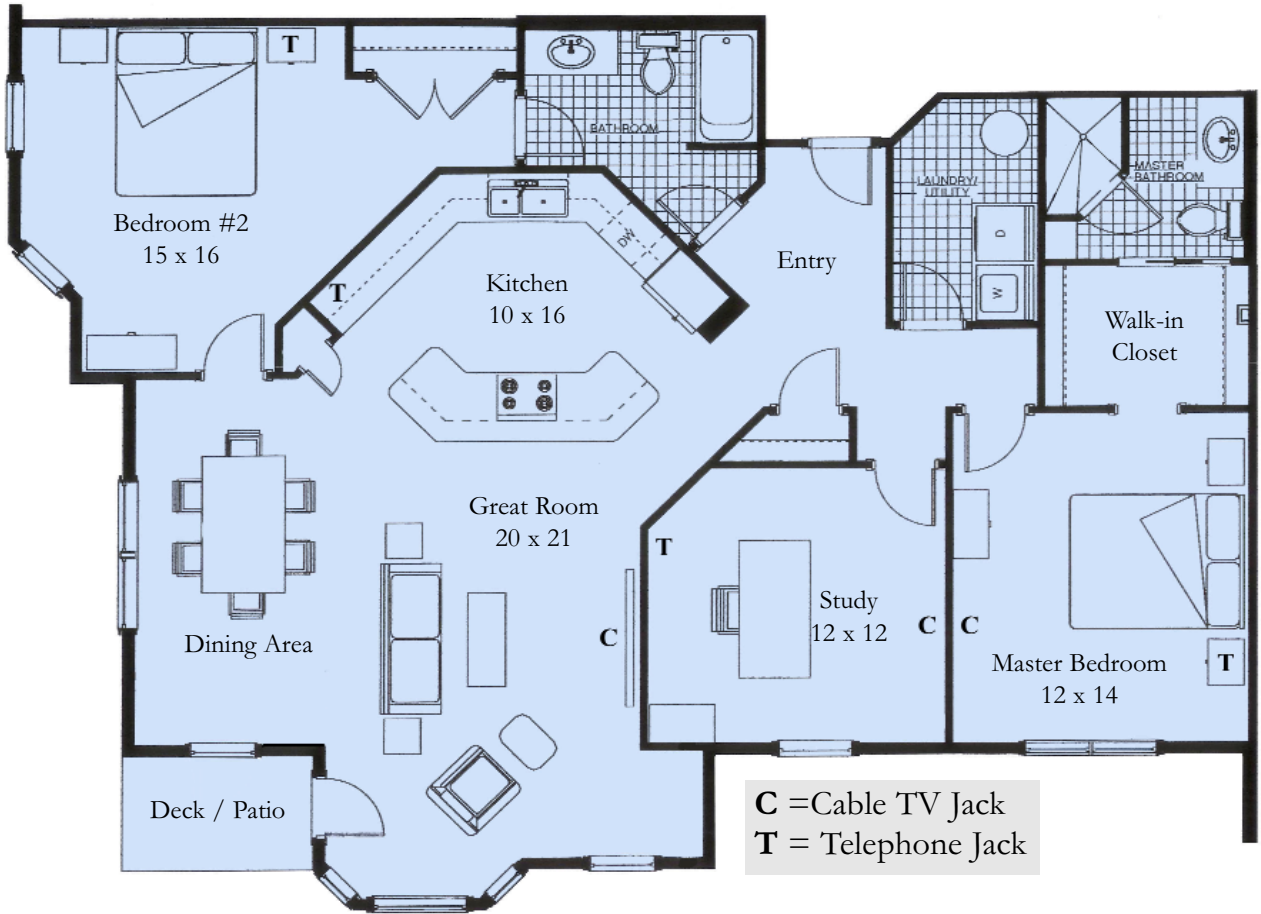 T
BATHROOM
Bedroom #2
15 x 16
T
DW
Kitchen
10 x 16
Entry
LAUNDRY/
UTILITY
D
W
MASTER
BATHROOM
Walk-in
Closet
Great Room
20 x 21
Dining Area
C
T
Study
12 x 12
C
C
Master Bedroom
12 x 14
T
Deck / Patio
C =Cable TV Jack
T = Telephone Jack